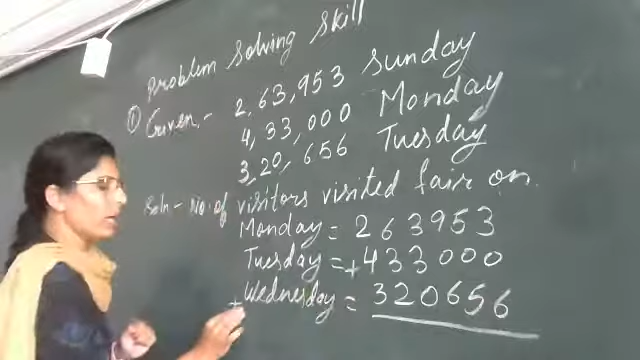 Problem Solving Skill
① Given:- 2,63,953 Sunday
4,33,000 Monday
3,20,656 Tuesday
Soln - No. of visitors visited fair on.
Monday = 263953
Tuesday = +433000
+ Wednesday = 320656